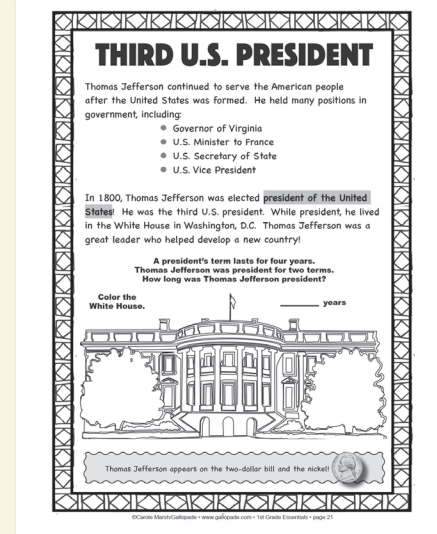 THIRD U.S. PRESIDENT
Thomas Jefferson continued to serve the American people
after the United States was formed. He held many positions in
government, including:
Governor of Virginia
U.S. Minister to France
U.S. Secretary of State
U.S. Vice President
In 1800, Thomas Jefferson was elected president of the United
States! He was the third U.S. president. While president, he lived
in the White House in Washington, D.C. Thomas Jefferson was a
great leader who helped develop a new country!
A president's term lasts for four years.
Thomas Jefferson was president for two terms.
How long was Thomas Jefferson president?
Color the
White House.
________ years
Thomas Jefferson appears on the two-dollar bill and the nickel!
©Carole Marsh/Gallopade • www.gallopade.com • 1st Grade Essentials • page 21